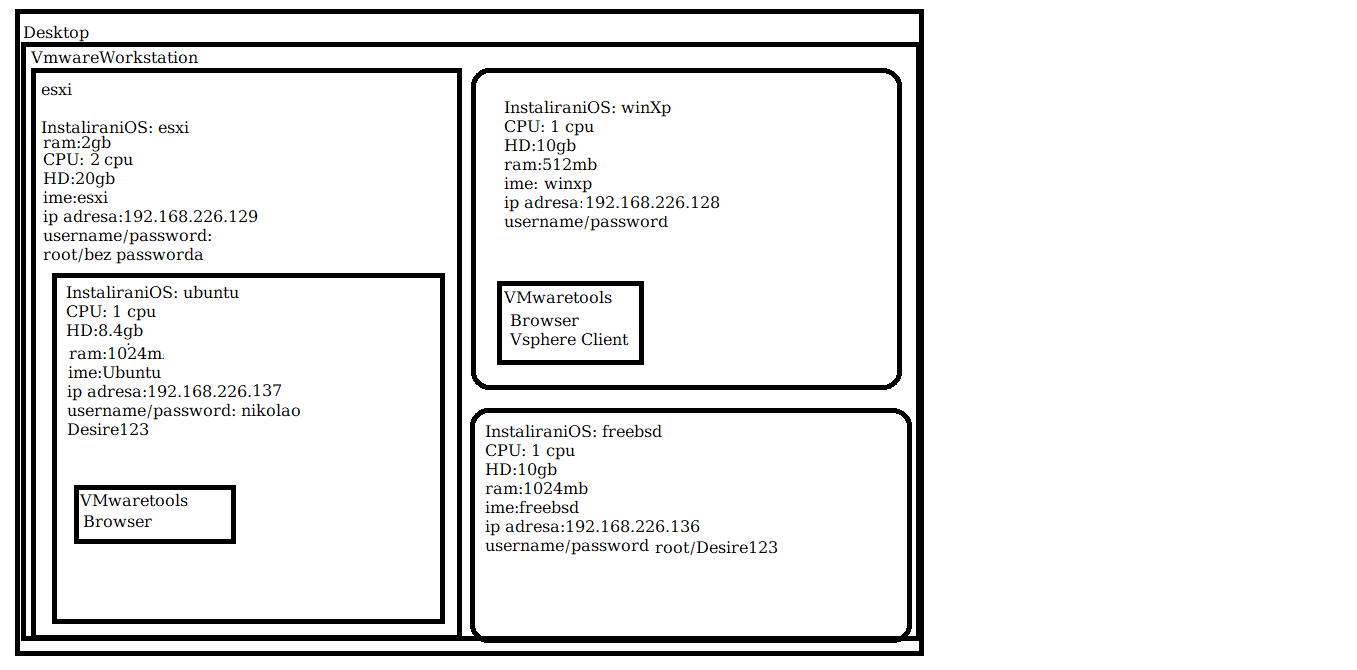 Desktop
VmwareWorkstation
esxi
InstaliraniOS: esxi
ram:2gb
CPU: 2 cpu
HD:20gb
ime:esxi
ip adresa:192.168.226.129
username/password:
root/bez passworda
InstaliraniOS: ubuntu
CPU: 1 cpu
HD:8.4gb
ram:1024m
ime:Ubuntu
ip adresa:192.168.226.137
username/password: nikolao
Desire123
VMwaretools
Browser
InstaliraniOS: winXp
CPU: 1 cpu
HD:10gb
ram:512mb
ime: winxp
ip adresa:192.168.226.128
username/password
VMwaretools
Browser
Vsphere Client
InstaliraniOS: freebsd
CPU: 1 cpu
HD:10gb
ram:1024mb
ime:freebsd
ip adresa:192.168.226.136
username/password root/Desire123